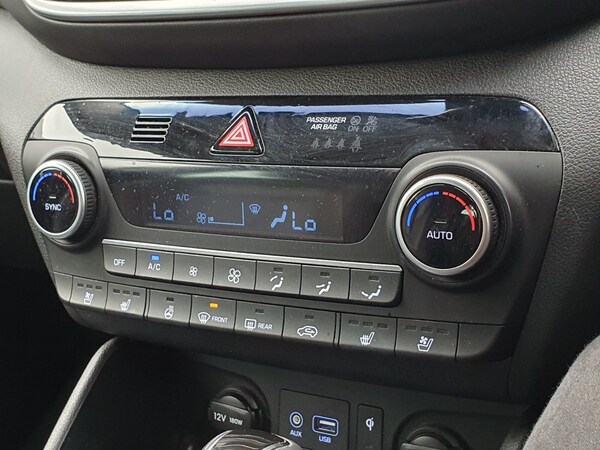 PASSENGER
AIR BAG ON OFF
A/C
Lo Lo
SYNC
AUTO
OFF A/C
FRONT REAR
12V 180W
AUX USB